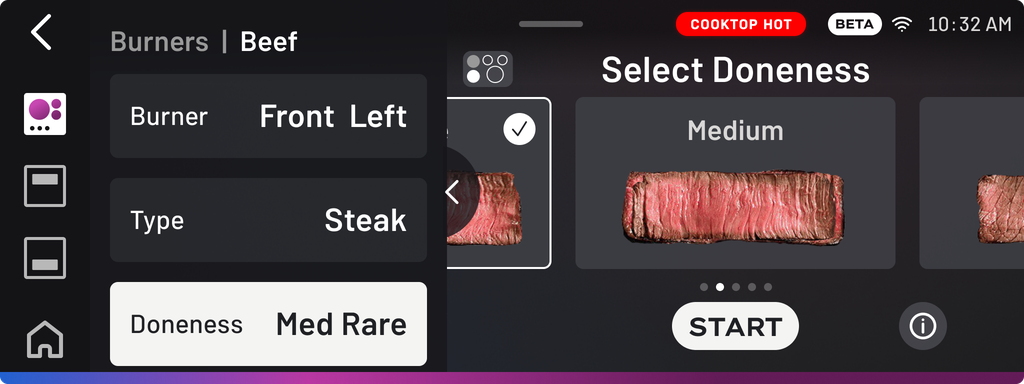 COOKTOP HOT BETA 10:32 AM
Burners | Beef
Select Doneness
Burner Front Left
Medium
Type Steak
Doneness Med Rare
START